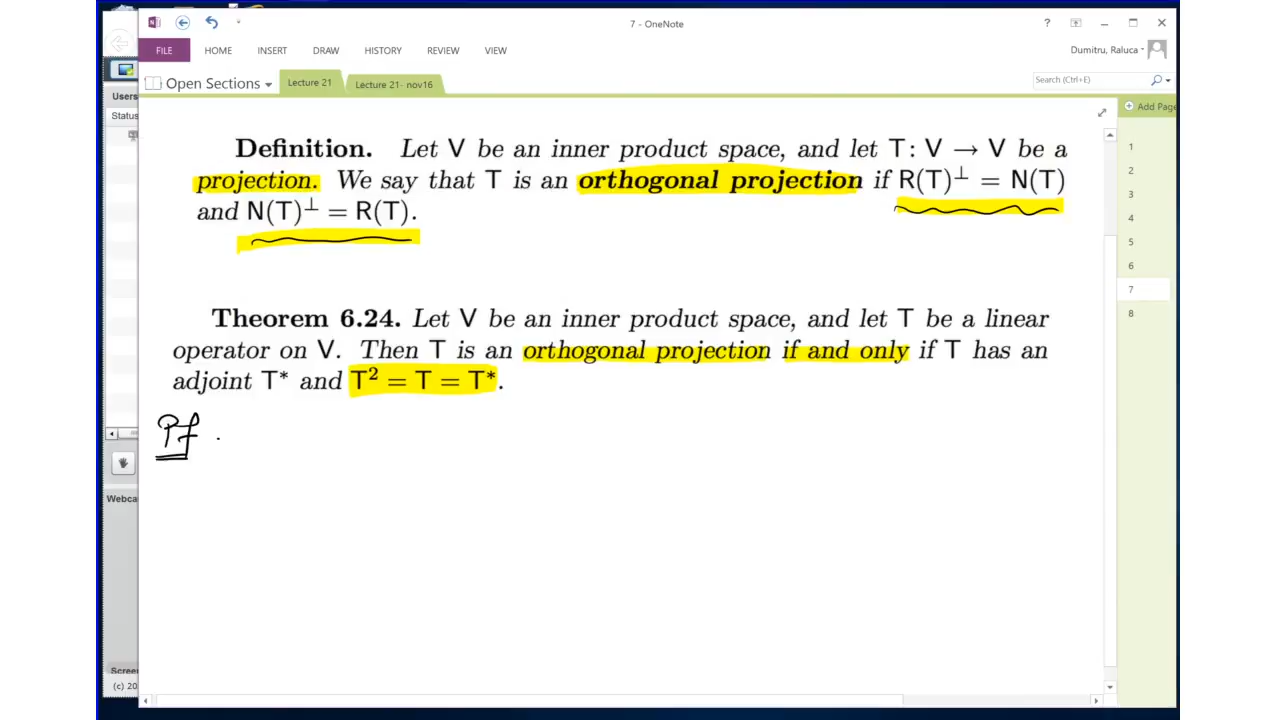 7 - OneNote
?
FILE HOME INSERT DRAW HISTORY REVIEW VIEW
Dumitru, Raluca
Open Sections
Lecture 21
Lecture 21- nov16
Search (Ctrl+E)
Users
Status
Add Page
1
2
3
4
5
6
7
8
Definition. Let V be an inner product space, and let T: V → V be a
projection. We say that T is an orthogonal projection if R(T)⊥ = N(T)
and N(T)⊥ = R(T).
Theorem 6.24. Let V be an inner product space, and let T be a linear
operator on V. Then T is an orthogonal projection if and only if T has an
adjoint T* and T² = T = T*.
Pf.
Webca
Screen
(c) 20